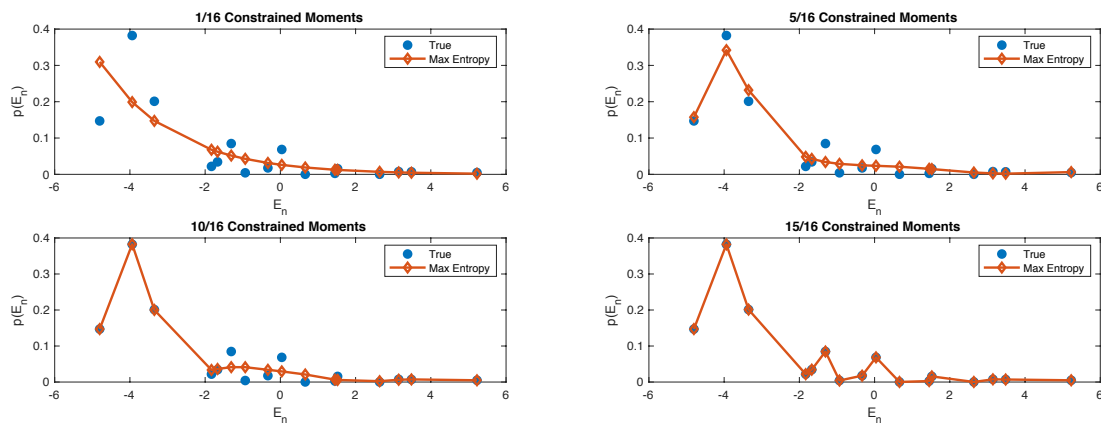 1/16 Constrained Moments
0.4
0.3
0.2
0.1
0
p(E_n)
True
Max Entropy
-6 -4 -2 0 2 4 6
E_n
5/16 Constrained Moments
0.4
0.3
0.2
0.1
0
p(E_n)
True
Max Entropy
-6 -4 -2 0 2 4 6
E_n
10/16 Constrained Moments
0.4
0.3
0.2
0.1
0
p(E_n)
True
Max Entropy
-6 -4 -2 0 2 4 6
E_n
15/16 Constrained Moments
0.4
0.3
0.2
0.1
0
p(E_n)
True
Max Entropy
-6 -4 -2 0 2 4 6
E_n